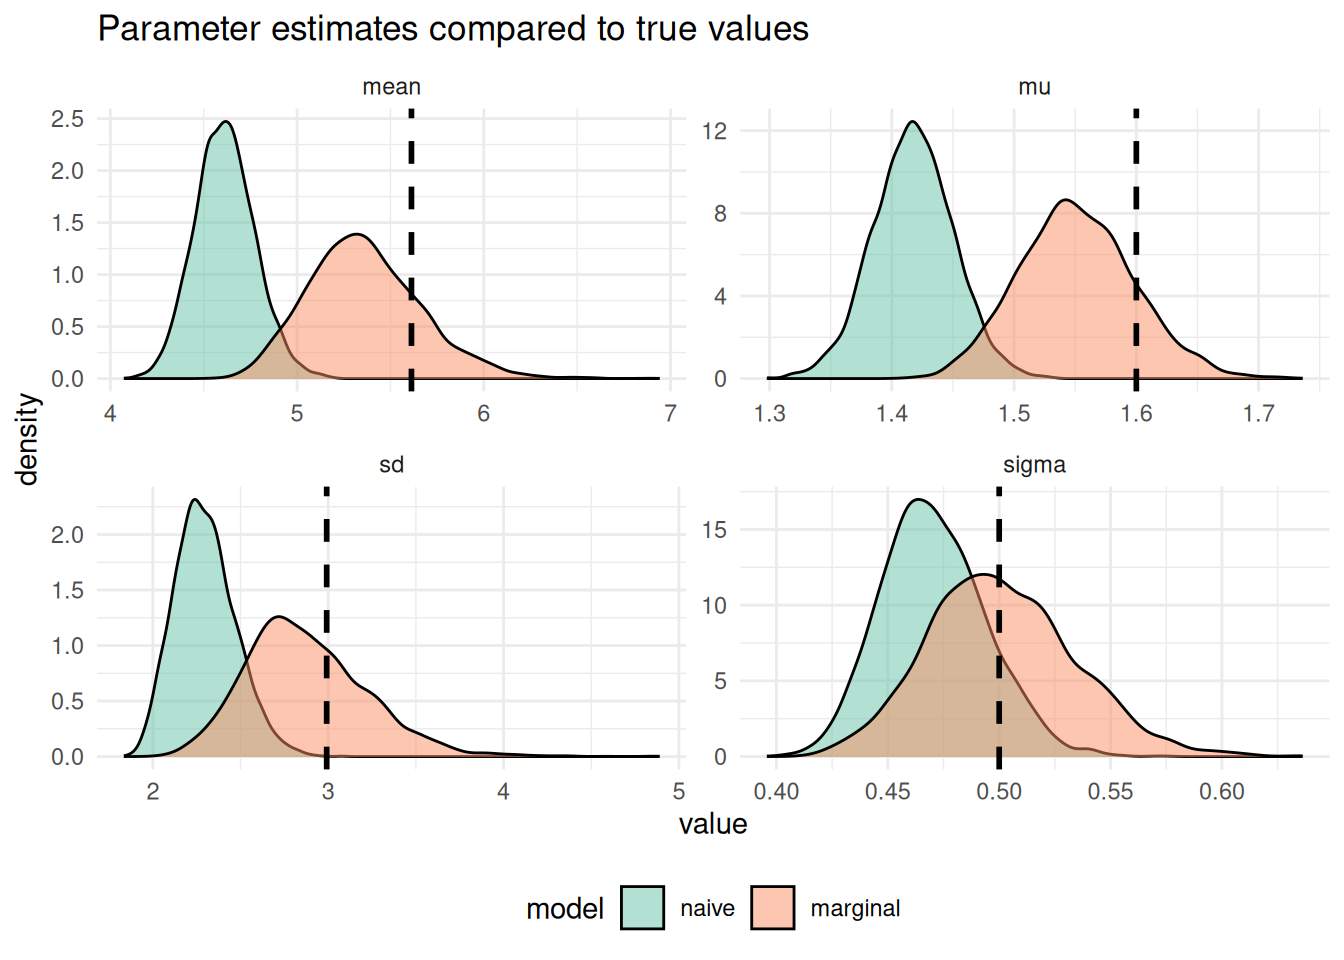 Parameter estimates compared to true values
mean
mu
2.5
2.0
1.5
1.0
0.5
0.0
12
8
4
0
4 5 6 7
1.3 1.4 1.5 1.6 1.7
density
sd
sigma
2.0
1.5
1.0
0.5
0.0
15
10
5
0
2 3 4 5
0.40 0.45 0.50 0.55 0.60
value
model naive marginal